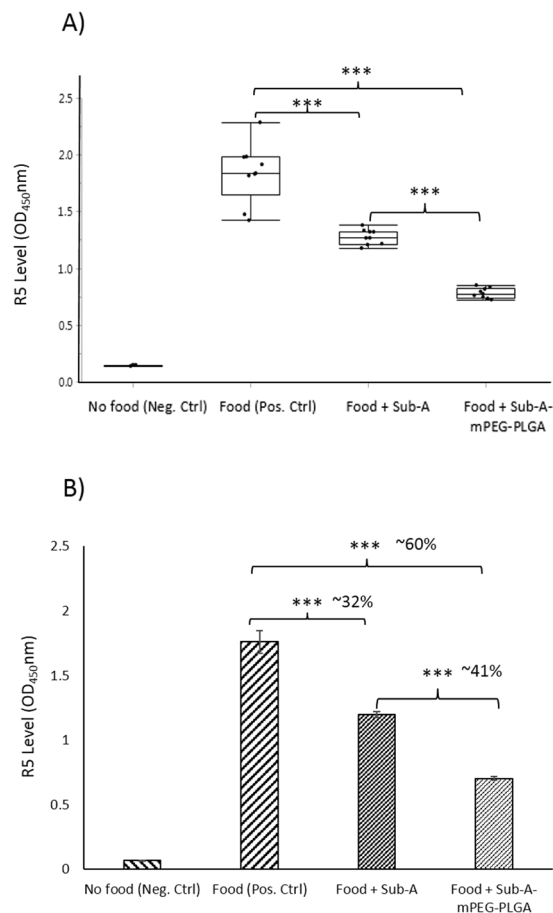 A)
***
***
***
R5 Level (OD450nm)
2.5
2.0
1.5
1.0
0.5
0.0
No food (Neg. Ctrl) Food (Pos. Ctrl) Food + Sub-A Food + Sub-A-
mPEG-PLGA
B)
*** ~60%
*** ~32%
*** ~41%
R5 Level (OD450nm)
2.5
2
1.5
1
0.5
0
No food (Neg. Ctrl) Food (Pos. Ctrl) Food + Sub-A Food + Sub-A-
mPEG-PLGA